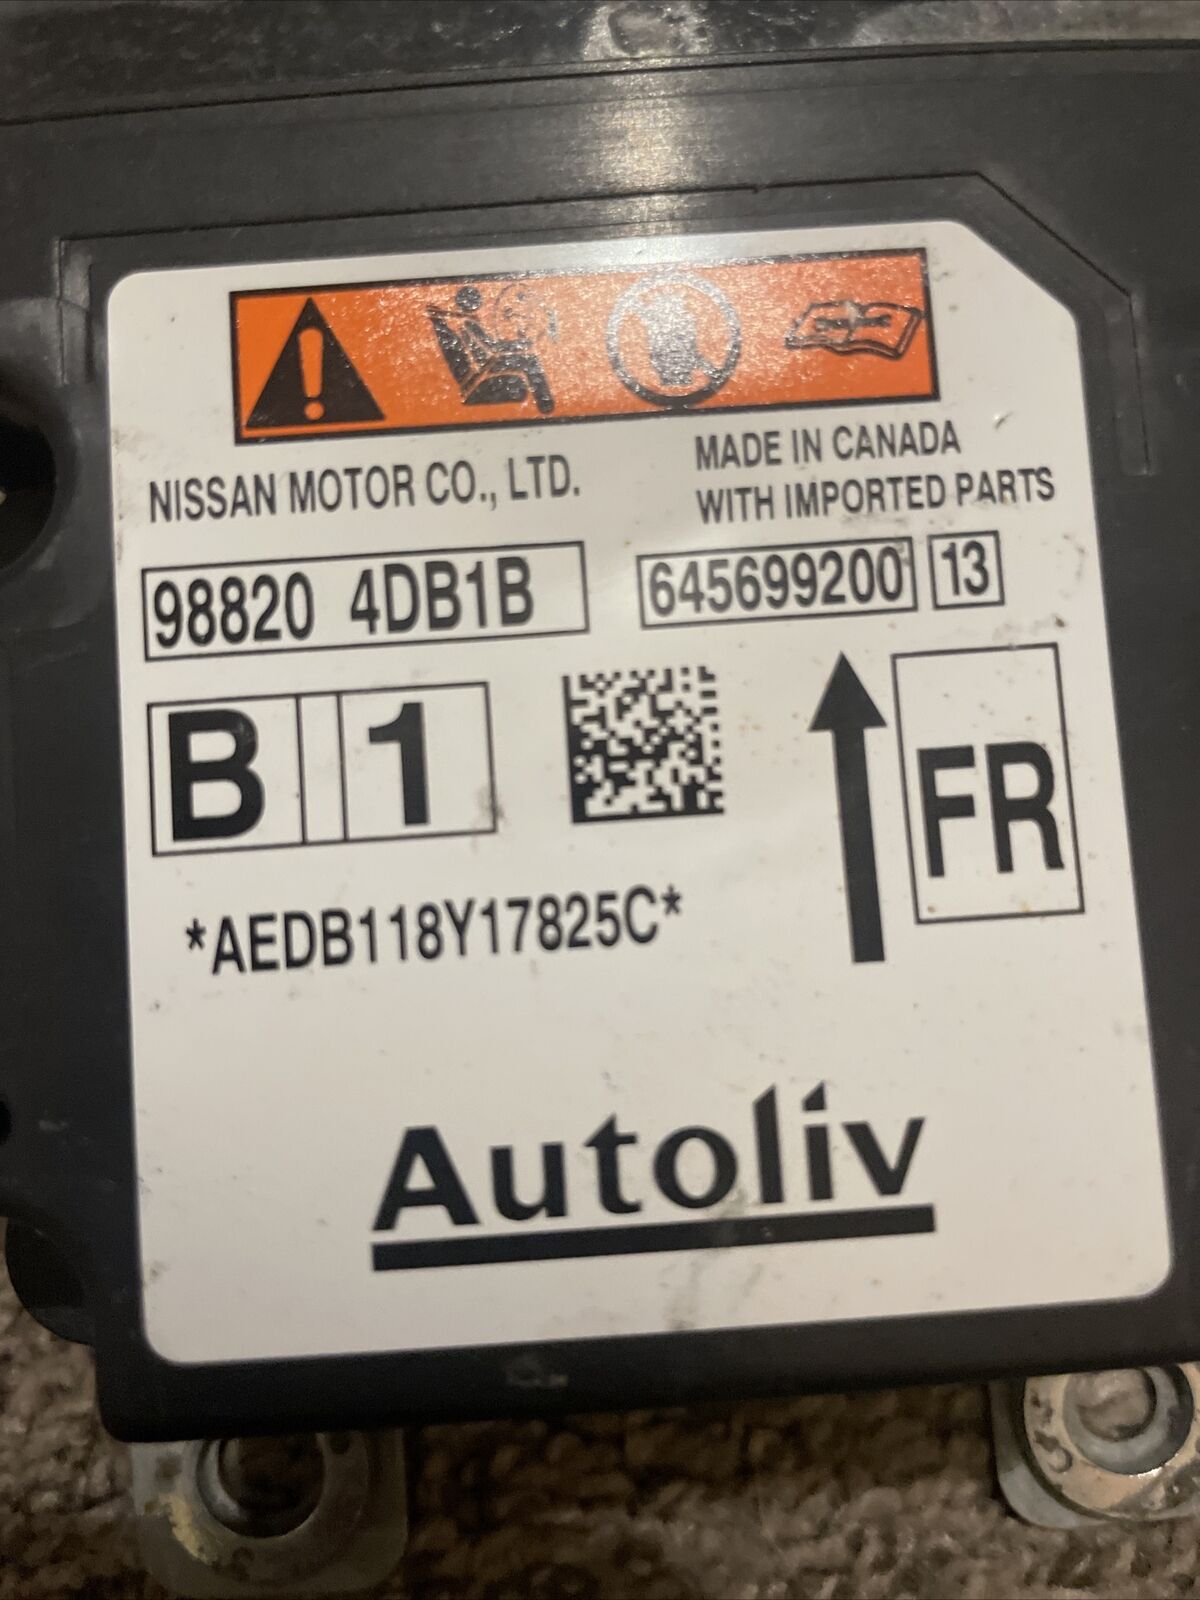 NISSAN MOTOR CO., LTD.
MADE IN CANADA
WITH IMPORTED PARTS
98820 4DB1B
645699200 13
B 1
FR
*AEDB118Y17825C*
Autoliv